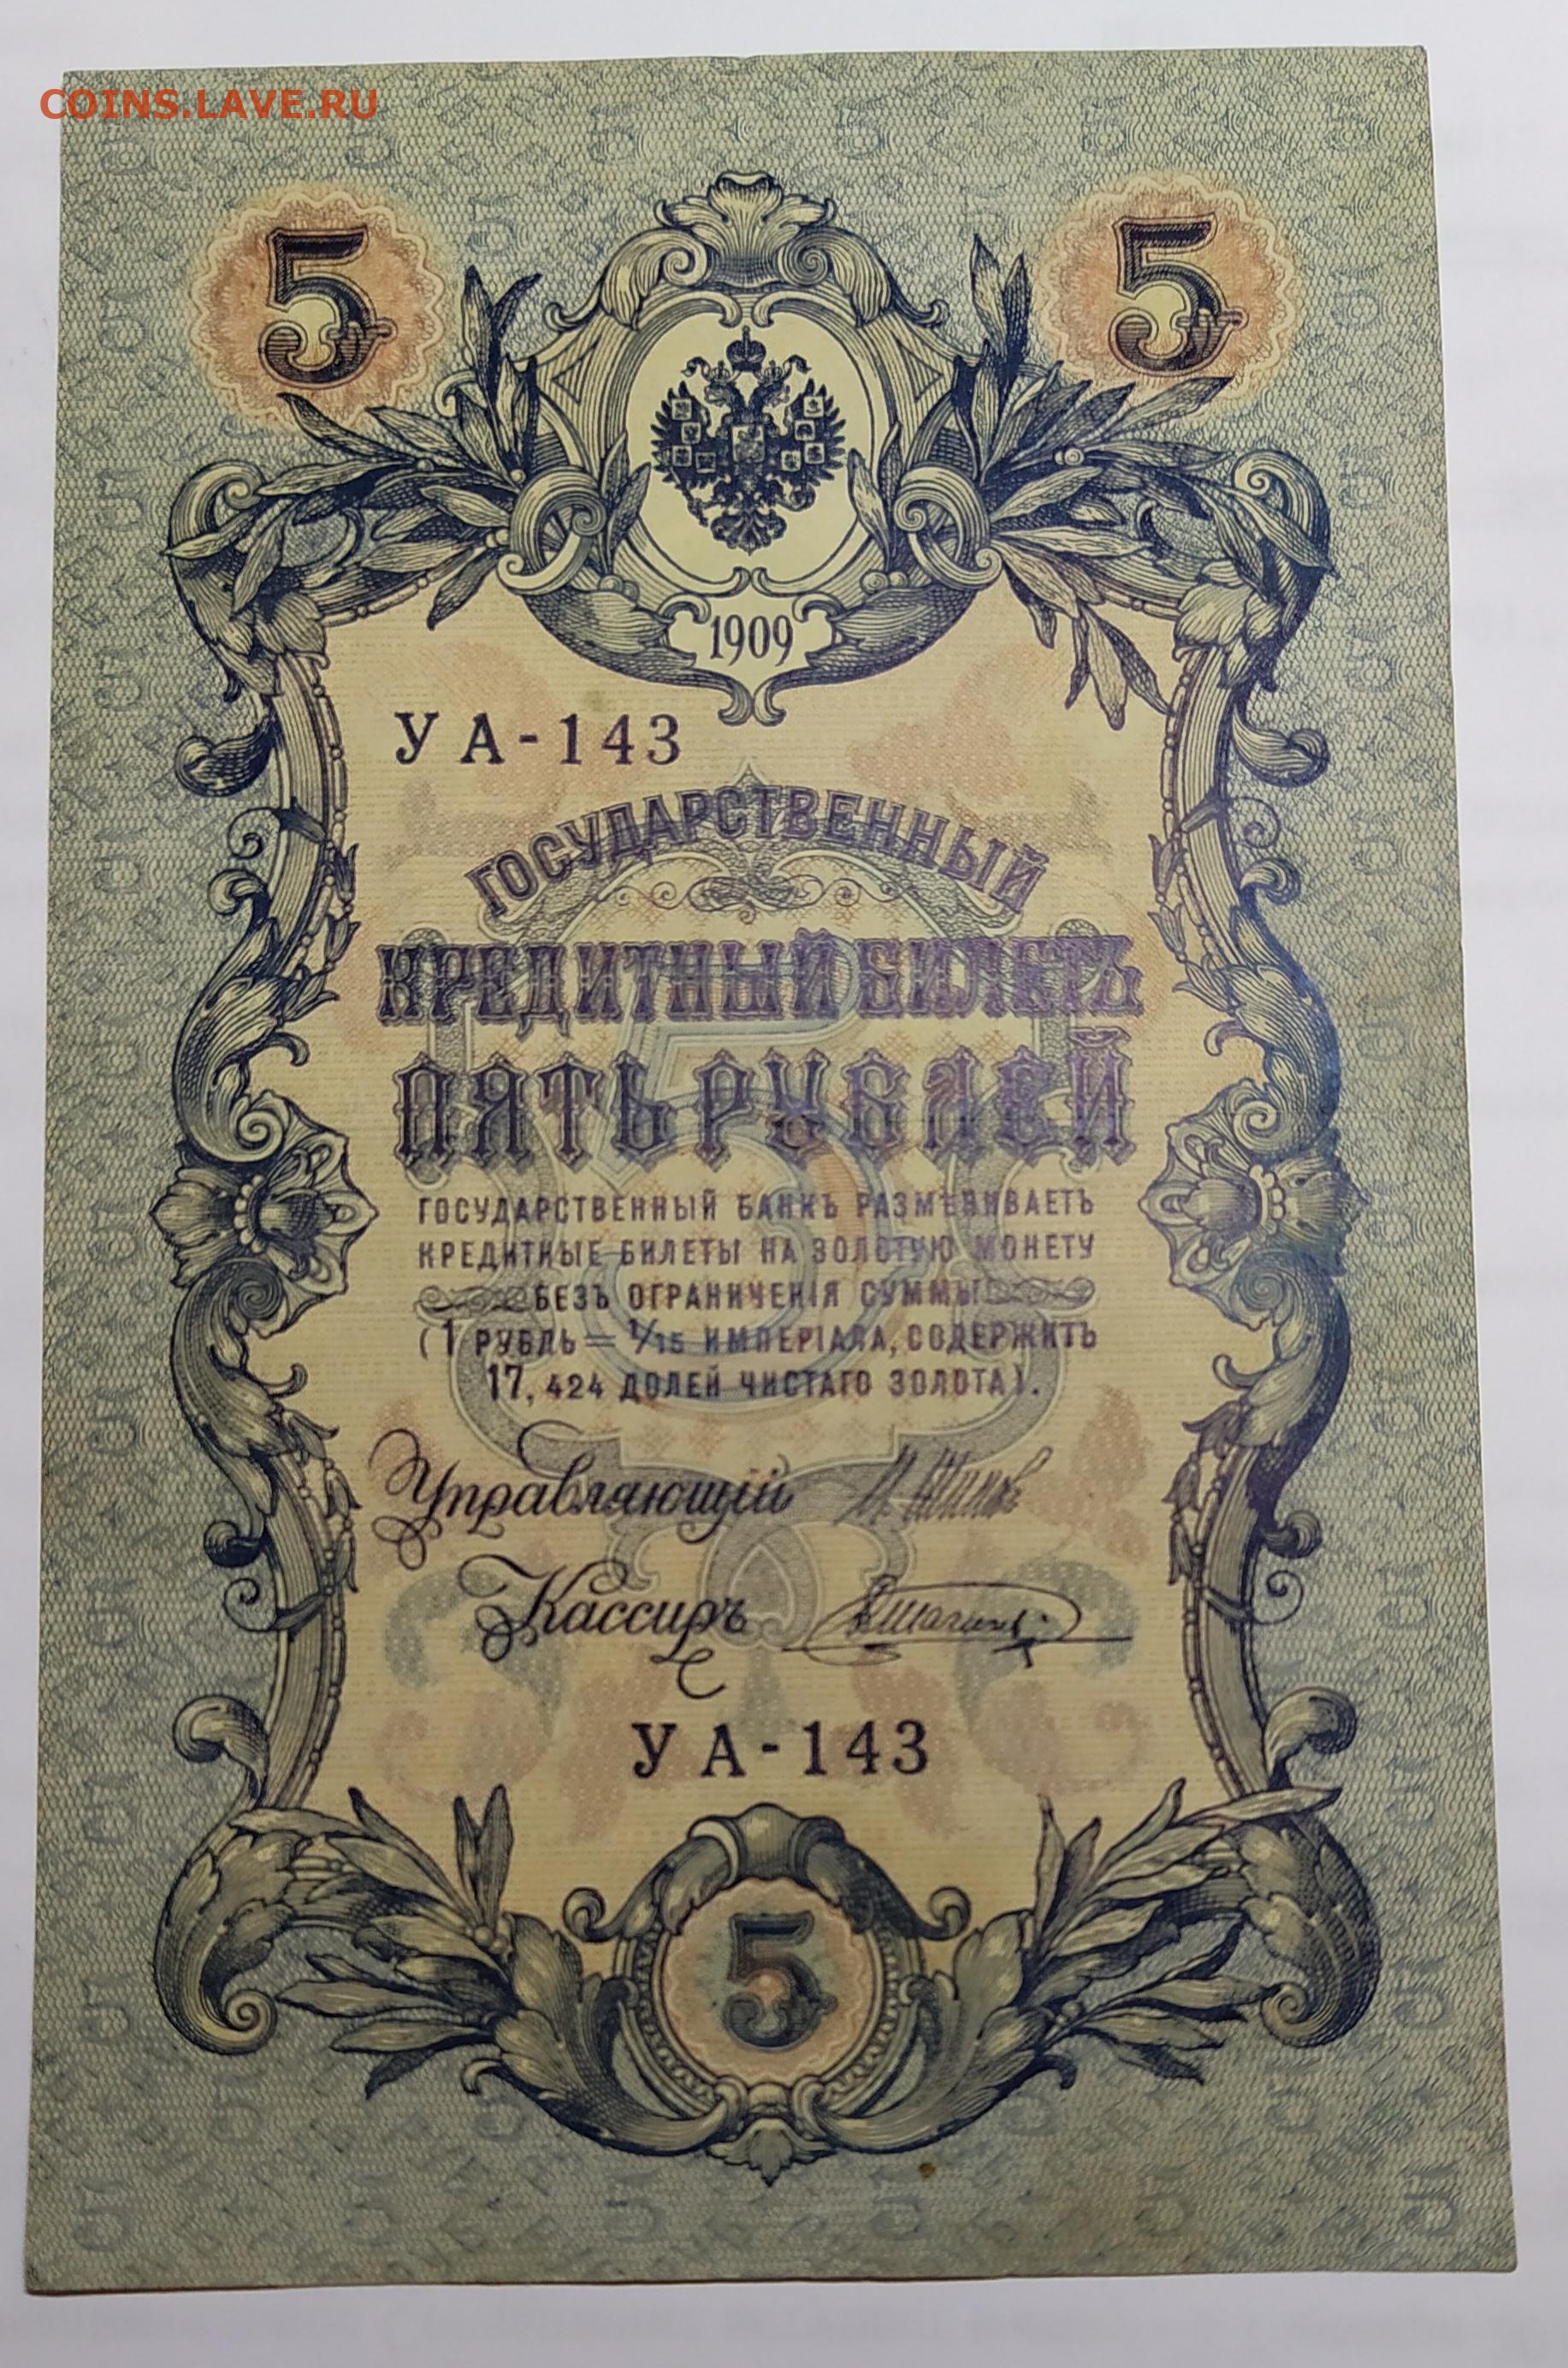 COINS.LAVE.RU
5 5
1909
УА-143
ГОСУДАРСТВЕННЫЙ
КРЕДИТНЫЙ БИЛЕТЪ
ПЯТЬ РУБЛЕЙ
ГОСУДАРСТВЕННЫЙ БАНКЪ РАЗМѢНИВАЕТЪ
КРЕДИТНЫЕ БИЛЕТЫ НА ЗОЛОТУЮ МОНЕТУ
БЕЗЪ ОГРАНИЧЕНІЯ СУММЫ
(1 РУБЛЬ = 1/15 ИМПЕРІАЛА, СОДЕРЖИТЪ
17,424 ДОЛЕЙ ЧИСТАГО ЗОЛОТА).
Управляющій
Кассиръ
УА-143
5